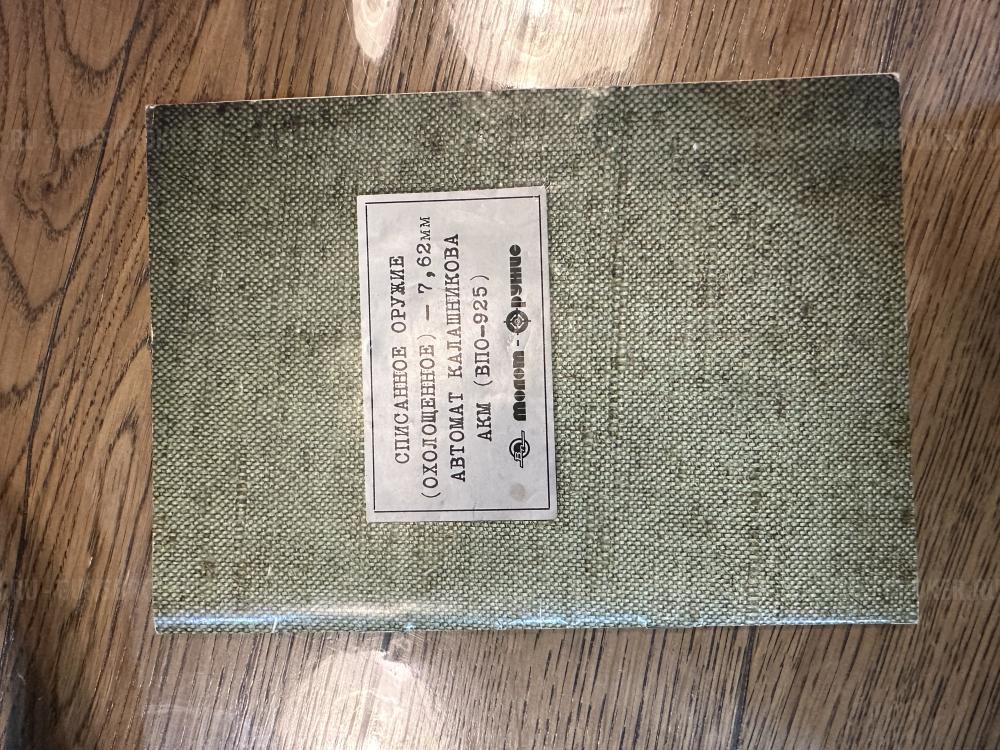 СПИСАННОЕ ОРУЖИЕ
(ОХОЛОЩЕННОЕ) — 7,62мм
АВТОМАТ КАЛАШНИКОВА
АКМ (ВПО-925)
молот - Оружие